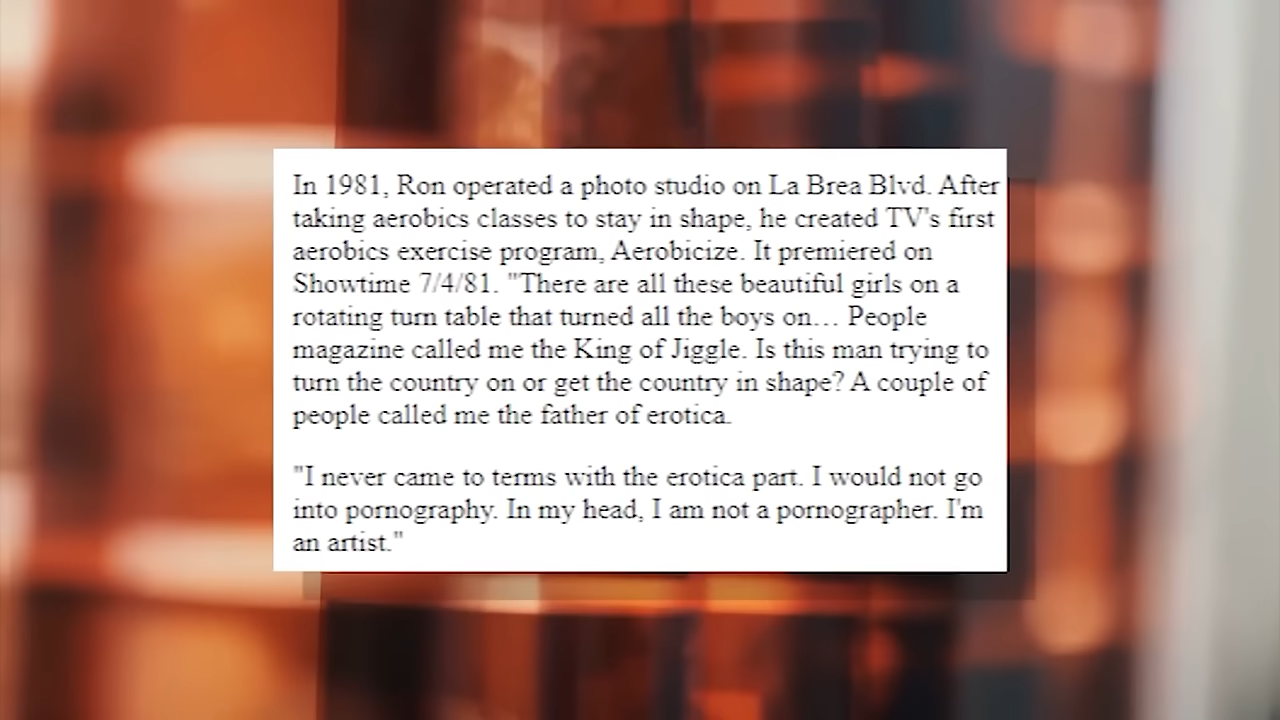 In 1981, Ron operated a photo studio on La Brea Blvd. After
taking aerobics classes to stay in shape, he created TV's first
aerobics exercise program, Aerobicize. It premiered on
Showtime 7/4/81. "There are all these beautiful girls on a
rotating turn table that turned all the boys on... People
magazine called me the King of Jiggle. Is this man trying to
turn the country on or get the country in shape? A couple of
people called me the father of erotica.
"I never came to terms with the erotica part. I would not go
into pornography. In my head, I am not a pornographer. I'm
an artist."